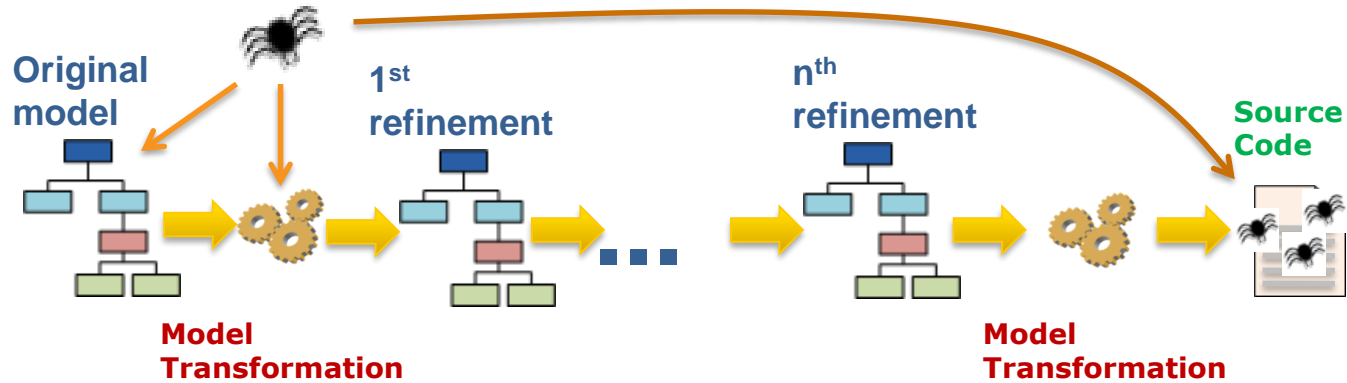 Original
model
1st
refinement
nth
refinement
Source
Code
Model
Transformation
Model
Transformation